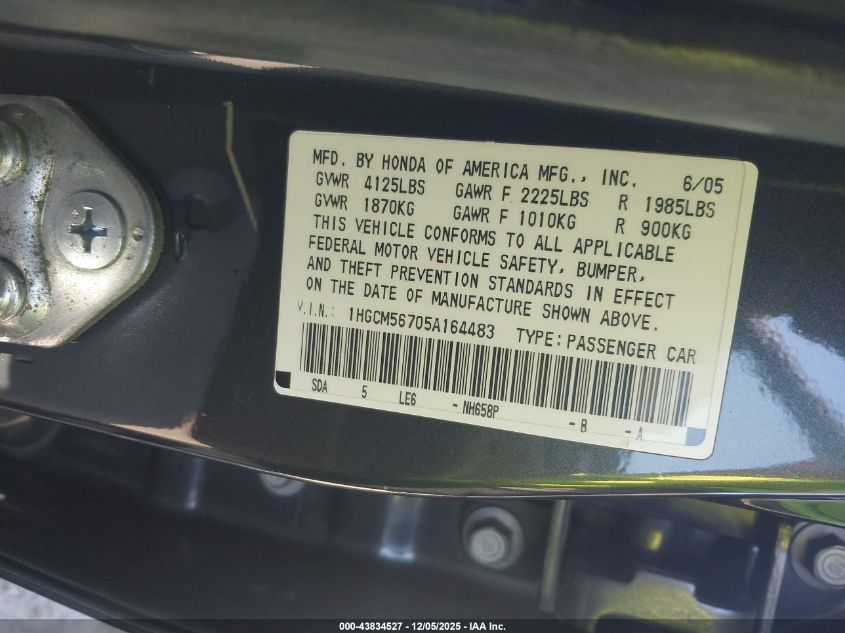 MFD. BY HONDA OF AMERICA MFG., INC. 6/05
GVWR 4125LBS GAWR F 2225LBS R 1985LBS
GVWR 1870KG GAWR F 1010KG R 900KG
THIS VEHICLE CONFORMS TO ALL APPLICABLE
FEDERAL MOTOR VEHICLE SAFETY, BUMPER,
AND THEFT PREVENTION STANDARDS IN EFFECT
ON THE DATE OF MANUFACTURE SHOWN ABOVE.
V.I.N.: 1HGCM56705A164483 TYPE:PASSENGER CAR
SDA 5 LE6 - NH658P - B - A
000-43834527 - 12/05/2025 - IAA Inc.